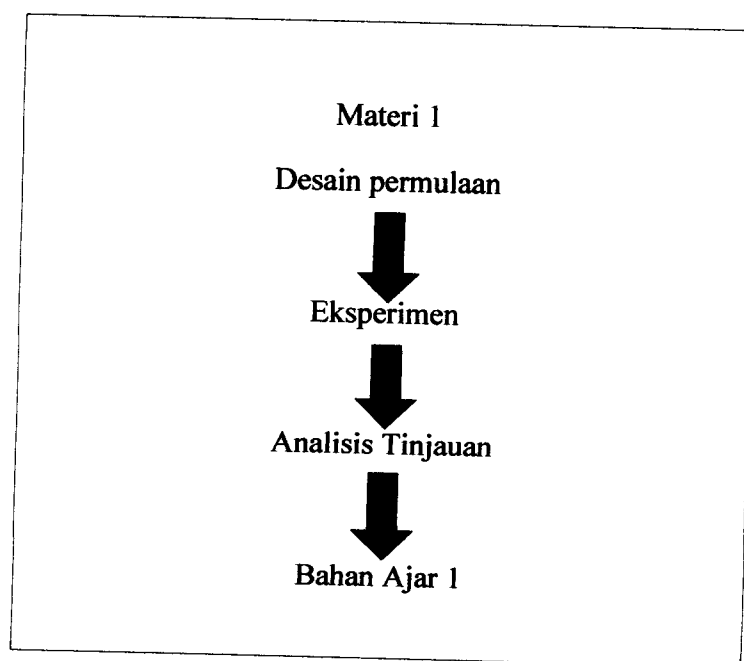 Materi 1
Desain permulaan
Eksperimen
Analisis Tinjauan
Bahan Ajar 1